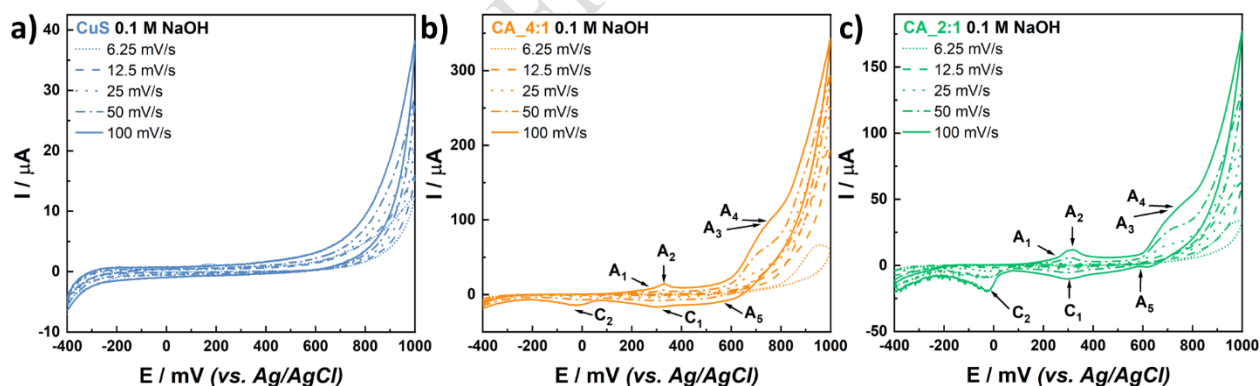 a)
CuS 0.1 M NaOH
6.25 mV/s
12.5 mV/s
25 mV/s
50 mV/s
100 mV/s
I / μA
40
30
20
10
0
-10
-400 -200 0 200 400 600 800 1000
E / mV (vs. Ag/AgCl)
b)
CA_4:1 0.1 M NaOH
6.25 mV/s
12.5 mV/s
25 mV/s
50 mV/s
100 mV/s
I / μA
300
200
100
0
A4
A3
A1
A2
C2
C1
A5
-400 -200 0 200 400 600 800 1000
E / mV (vs. Ag/AgCl)
c)
CA_2:1 0.1 M NaOH
6.25 mV/s
12.5 mV/s
25 mV/s
50 mV/s
100 mV/s
I / μA
150
100
50
0
-50
A4
A3
A1
A2
C2
C1
A5
-400 -200 0 200 400 600 800 1000
E / mV (vs. Ag/AgCl)